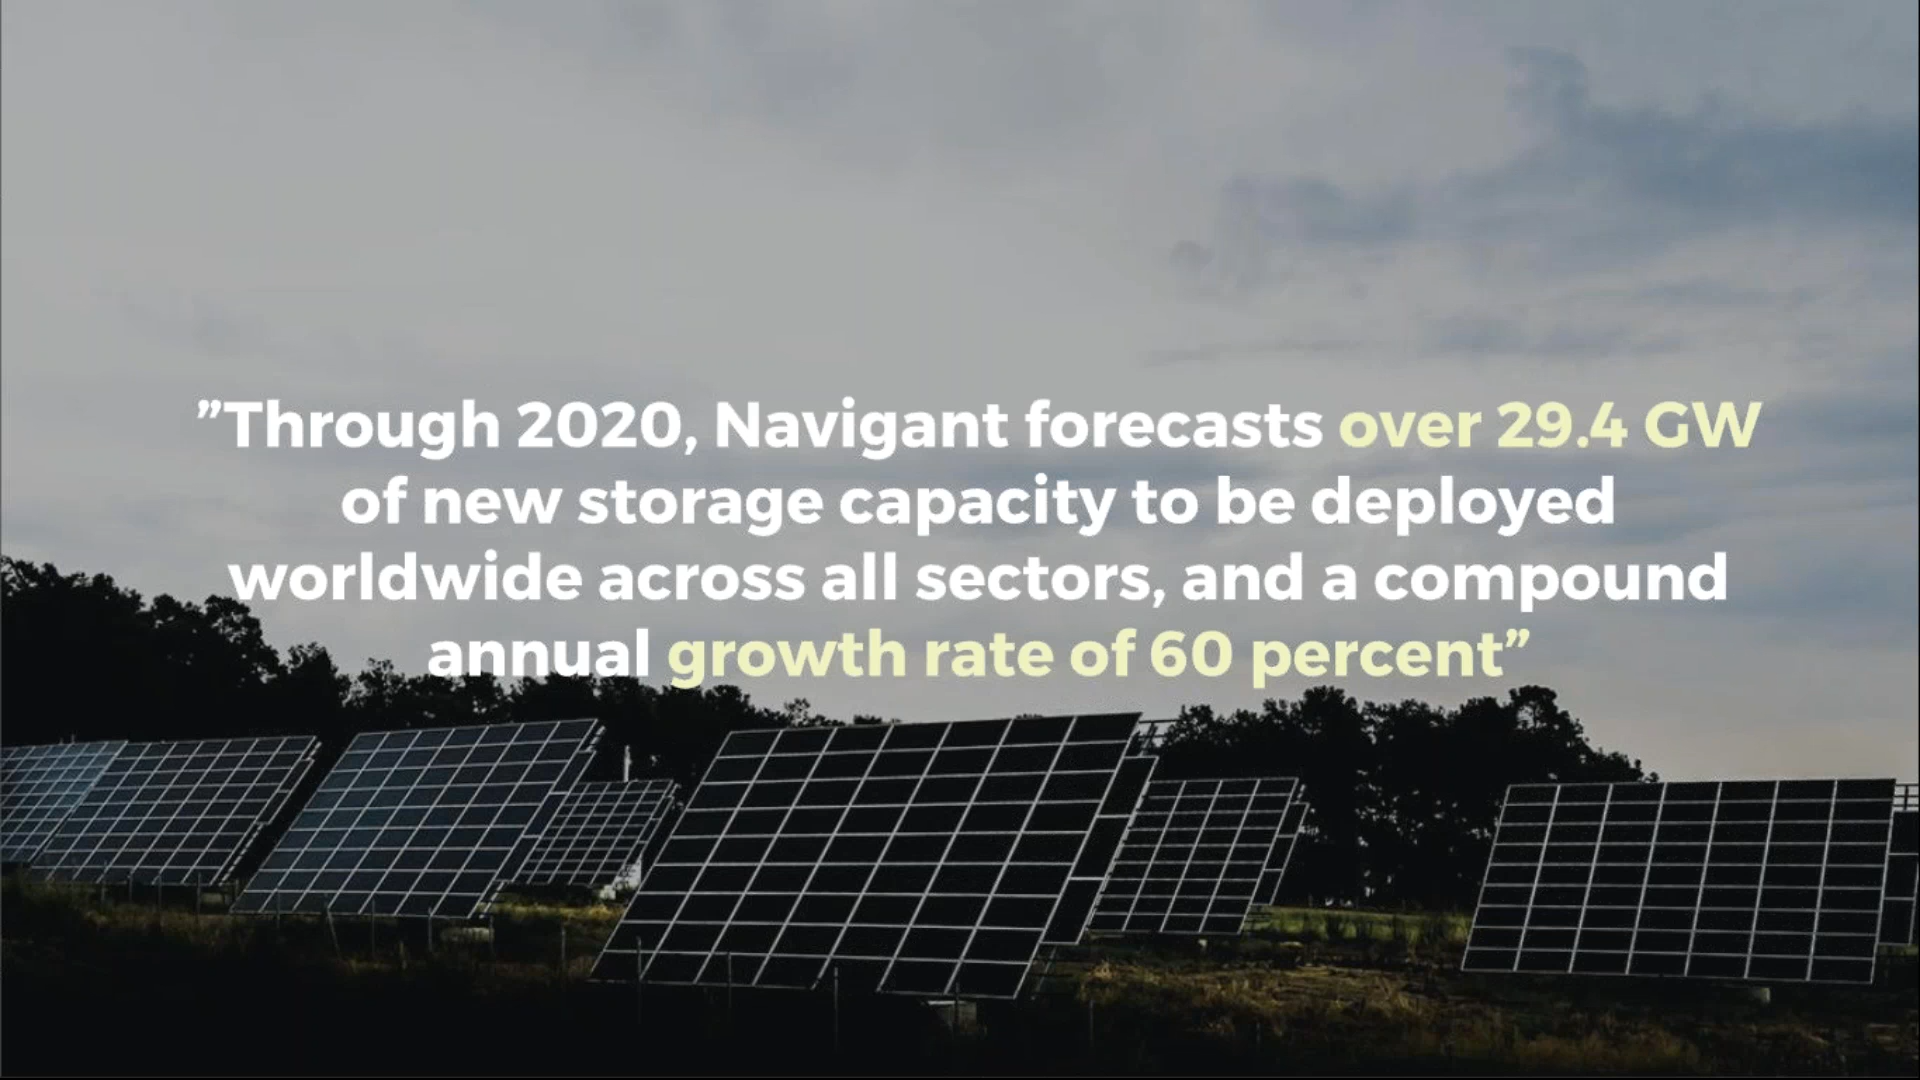 ”Through 2020, Navigant forecasts over 29.4 GW
of new storage capacity to be deployed
worldwide across all sectors, and a compound
annual growth rate of 60 percent”